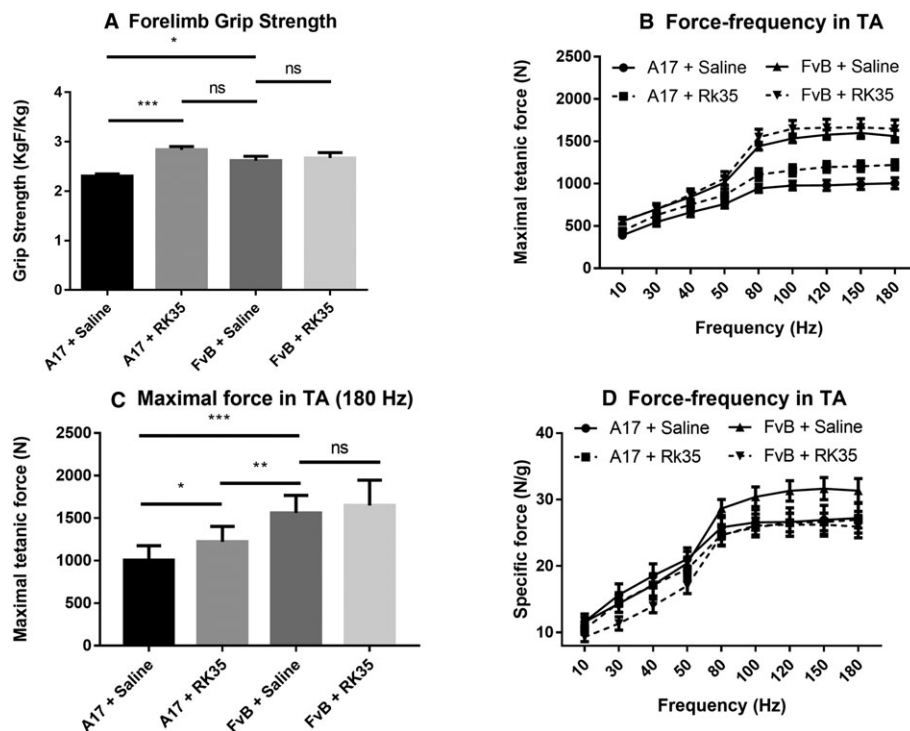 A Forelimb Grip Strength
*
ns
*** ns
Grip Strength (KgF/Kg)
4
3
2
1
0
A17 + Saline
A17 + RK35
FvB + Saline
FvB + RK35
B Force-frequency in TA
A17 + Saline FvB + Saline
A17 + Rk35 FvB + RK35
Maximal tetanic force (N)
2500
2000
1500
1000
500
0
10 30 40 50 80 100 120 150 180
Frequency (Hz)
C Maximal force in TA (180 Hz)
***
ns
* **
Maximal tetanic force (N)
2500
2000
1500
1000
500
0
A17 + Saline
A17 + RK35
FvB + Saline
FvB + RK35
D Force-frequency in TA
A17 + Saline FvB + Saline
A17 + Rk35 FvB + RK35
Specific force (N/g)
40
30
20
10
10 30 40 50 80 100 120 150 180
Frequency (Hz)